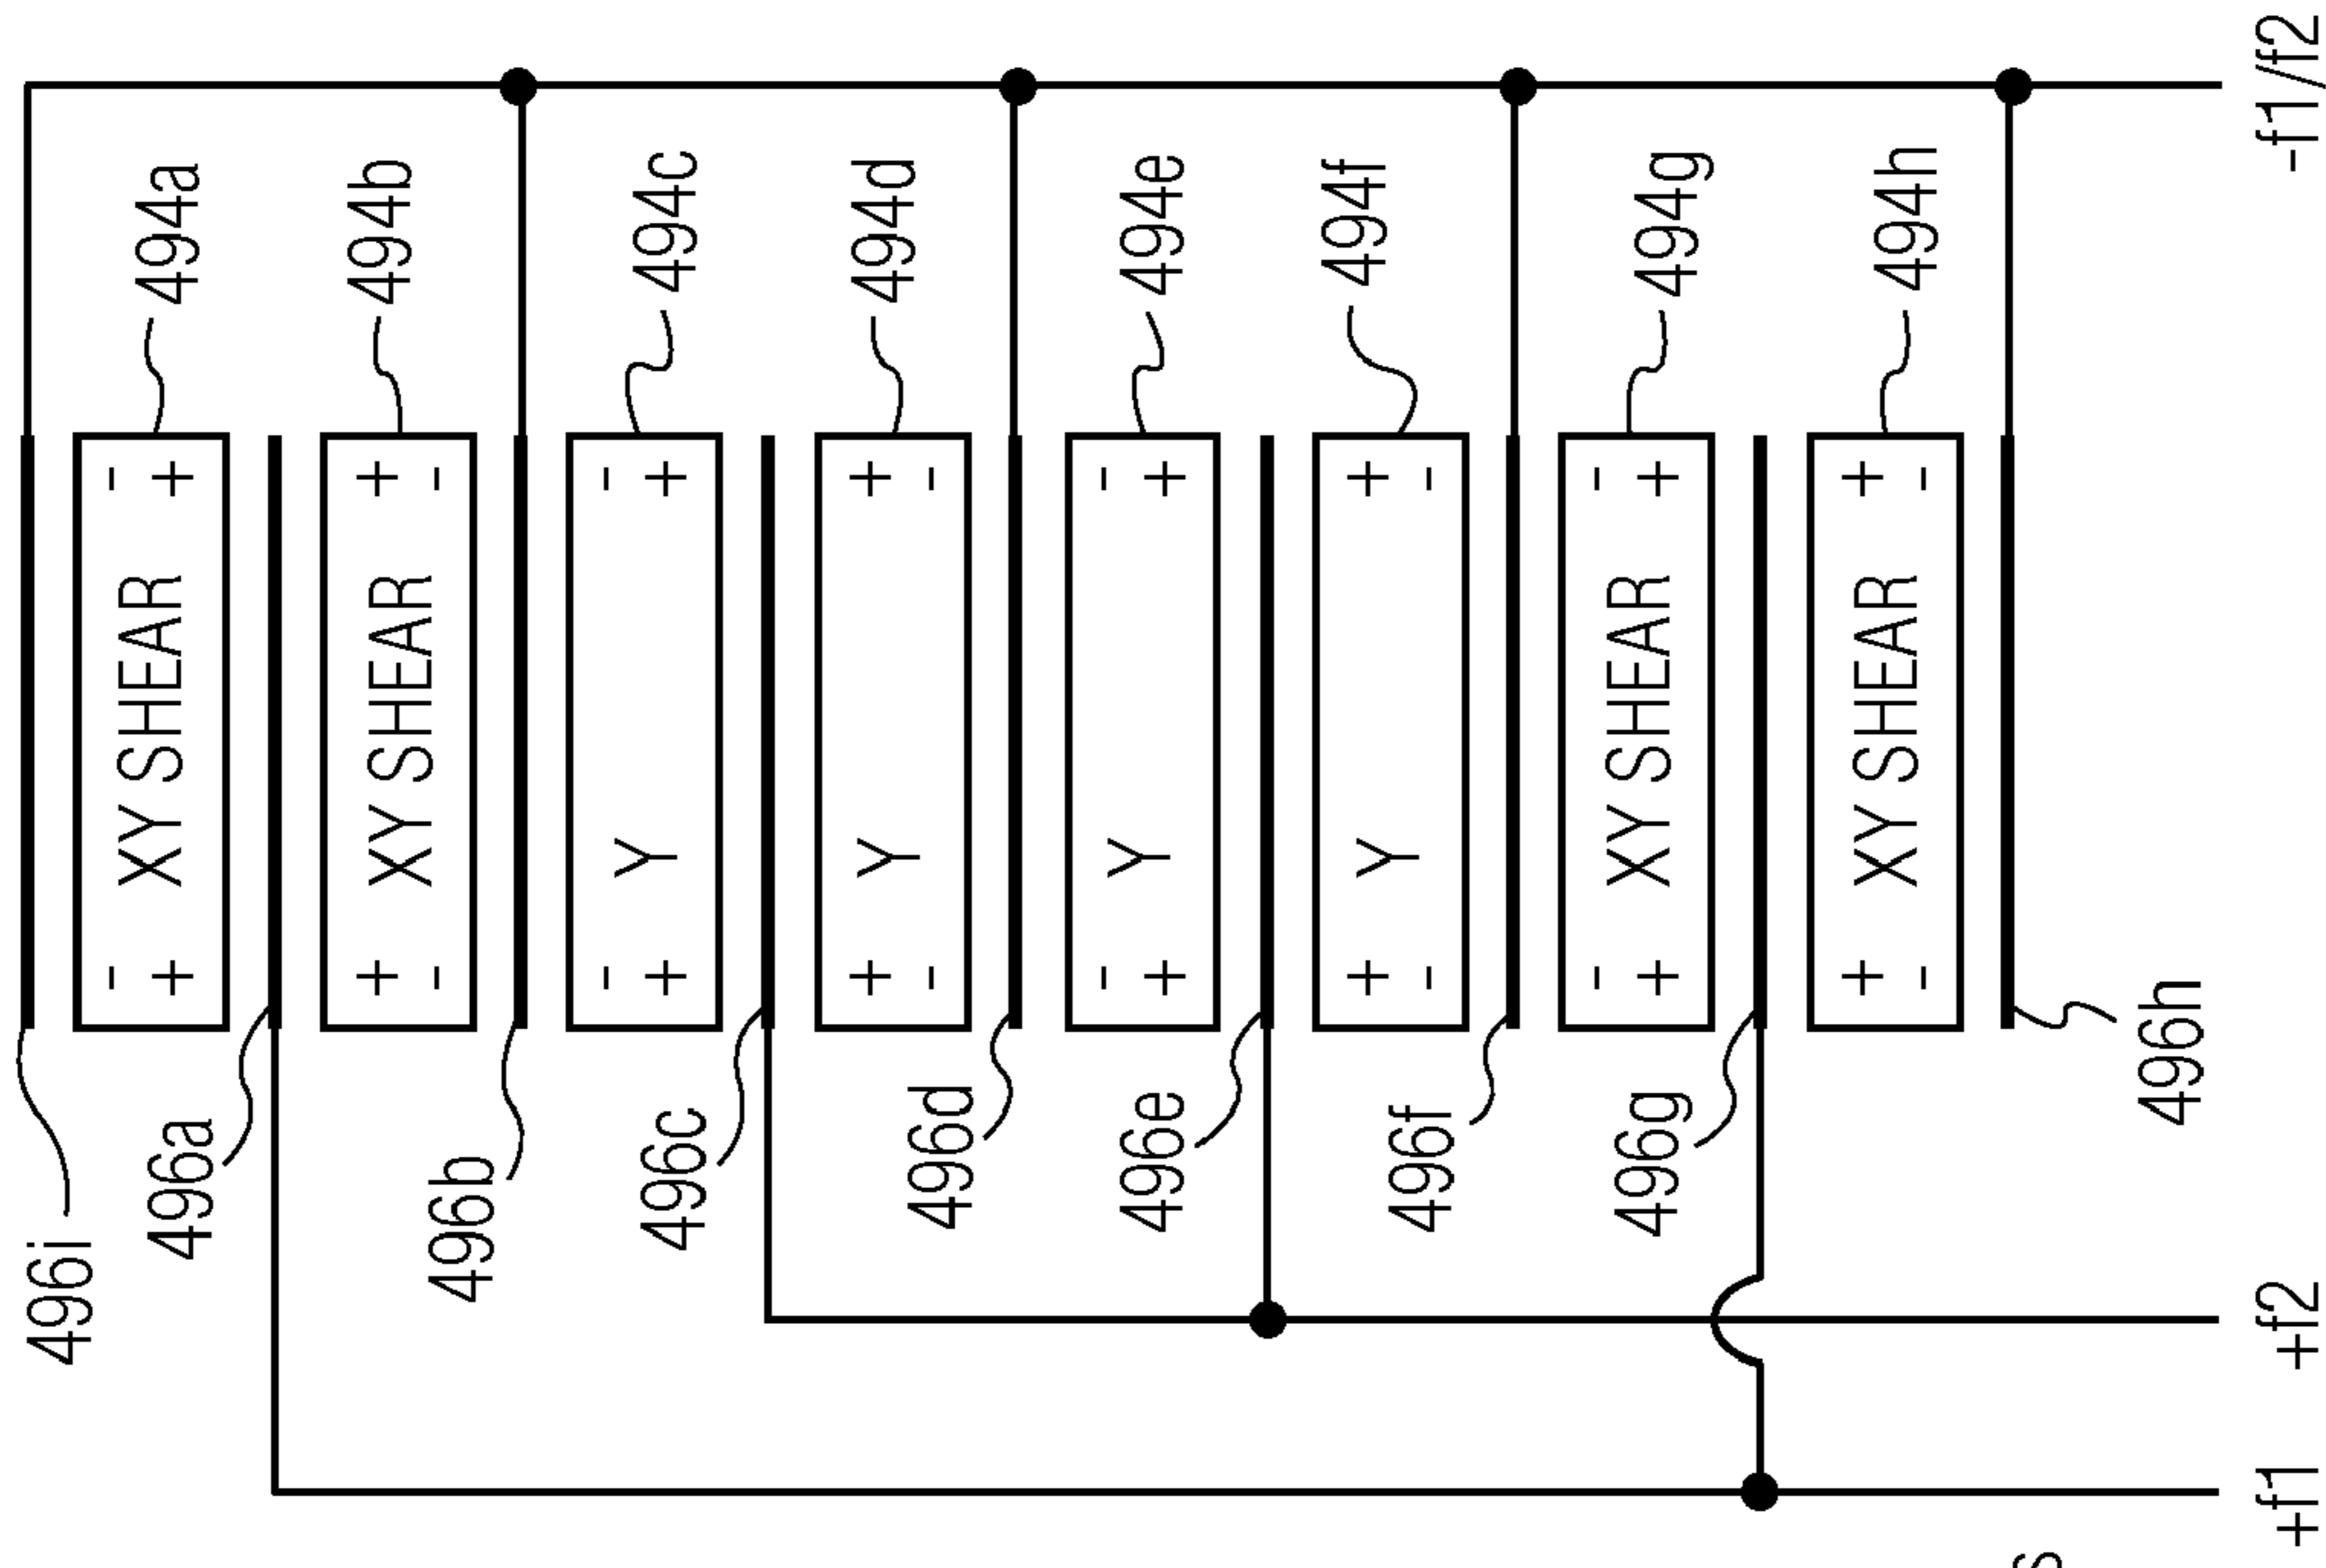 -f1/f2
494a
494b
494c
494d
494e
494f
494g
494h
- + XY SHEAR - +
+ - XY SHEAR + -
- + Y - +
+ - Y + -
- + Y - +
+ - Y + -
- + XY SHEAR - +
+ - XY SHEAR + -
496i
496a
496b
496c
496d
496e
496f
496g
496h
+f2
+f1